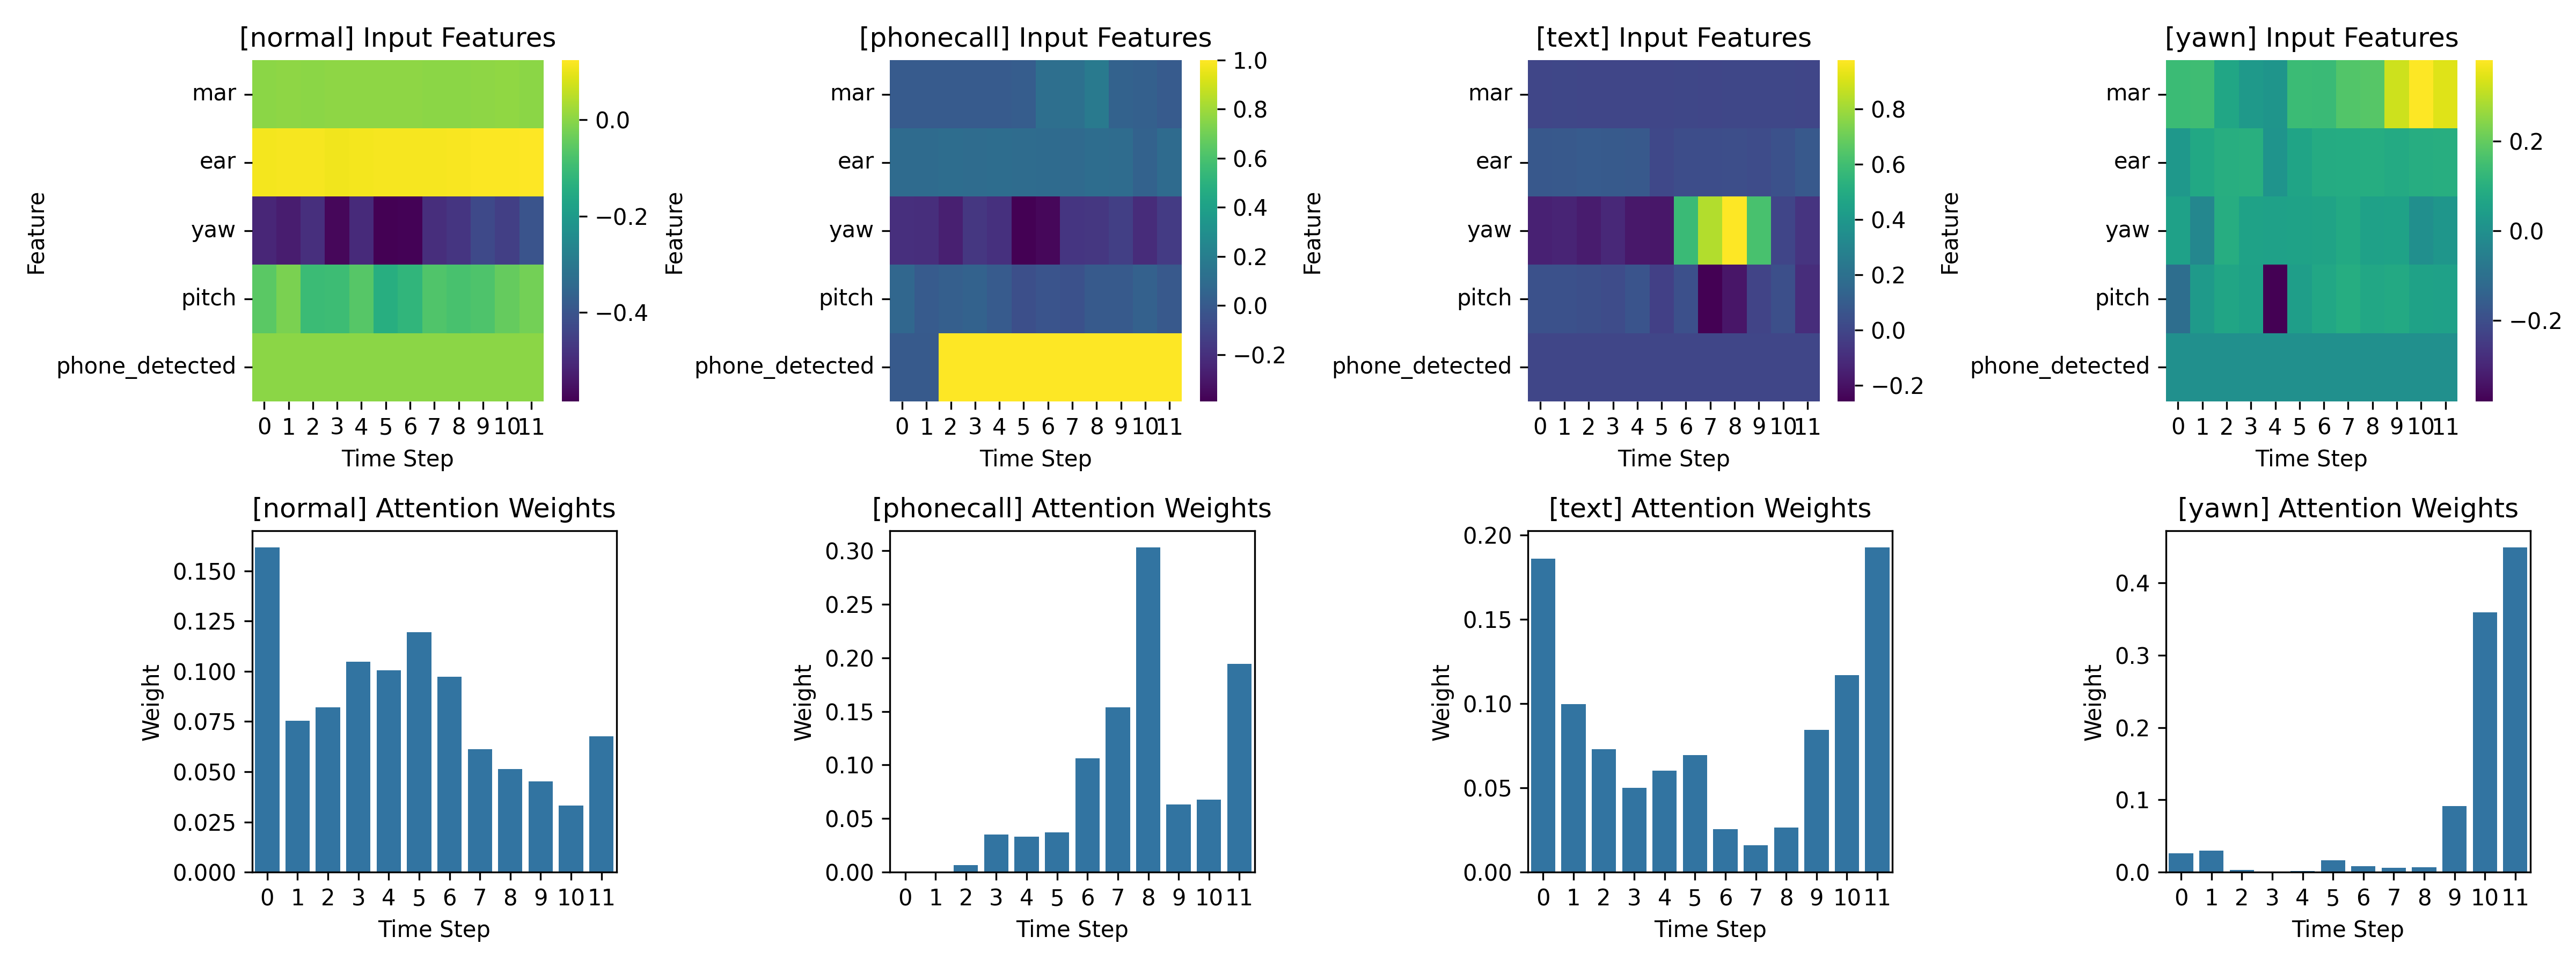 [normal] Input Features
Feature
mar
ear
yaw
pitch
phone_detected
0 1 2 3 4 5 6 7 8 9 10 11
Time Step
0.0
−0.2
−0.4
[phonecall] Input Features
Feature
mar
ear
yaw
pitch
phone_detected
0 1 2 3 4 5 6 7 8 9 10 11
Time Step
1.0
0.8
0.6
0.4
0.2
0.0
−0.2
[text] Input Features
Feature
mar
ear
yaw
pitch
phone_detected
0 1 2 3 4 5 6 7 8 9 10 11
Time Step
0.8
0.6
0.4
0.2
0.0
−0.2
[yawn] Input Features
Feature
mar
ear
yaw
pitch
phone_detected
0 1 2 3 4 5 6 7 8 9 10 11
Time Step
0.2
0.0
−0.2
[normal] Attention Weights
Weight
0.150
0.125
0.100
0.075
0.050
0.025
0.000
0 1 2 3 4 5 6 7 8 9 10 11
Time Step
[phonecall] Attention Weights
Weight
0.30
0.25
0.20
0.15
0.10
0.05
0.00
0 1 2 3 4 5 6 7 8 9 10 11
Time Step
[text] Attention Weights
Weight
0.20
0.15
0.10
0.05
0.00
0 1 2 3 4 5 6 7 8 9 10 11
Time Step
[yawn] Attention Weights
Weight
0.4
0.3
0.2
0.1
0.0
0 1 2 3 4 5 6 7 8 9 10 11
Time Step